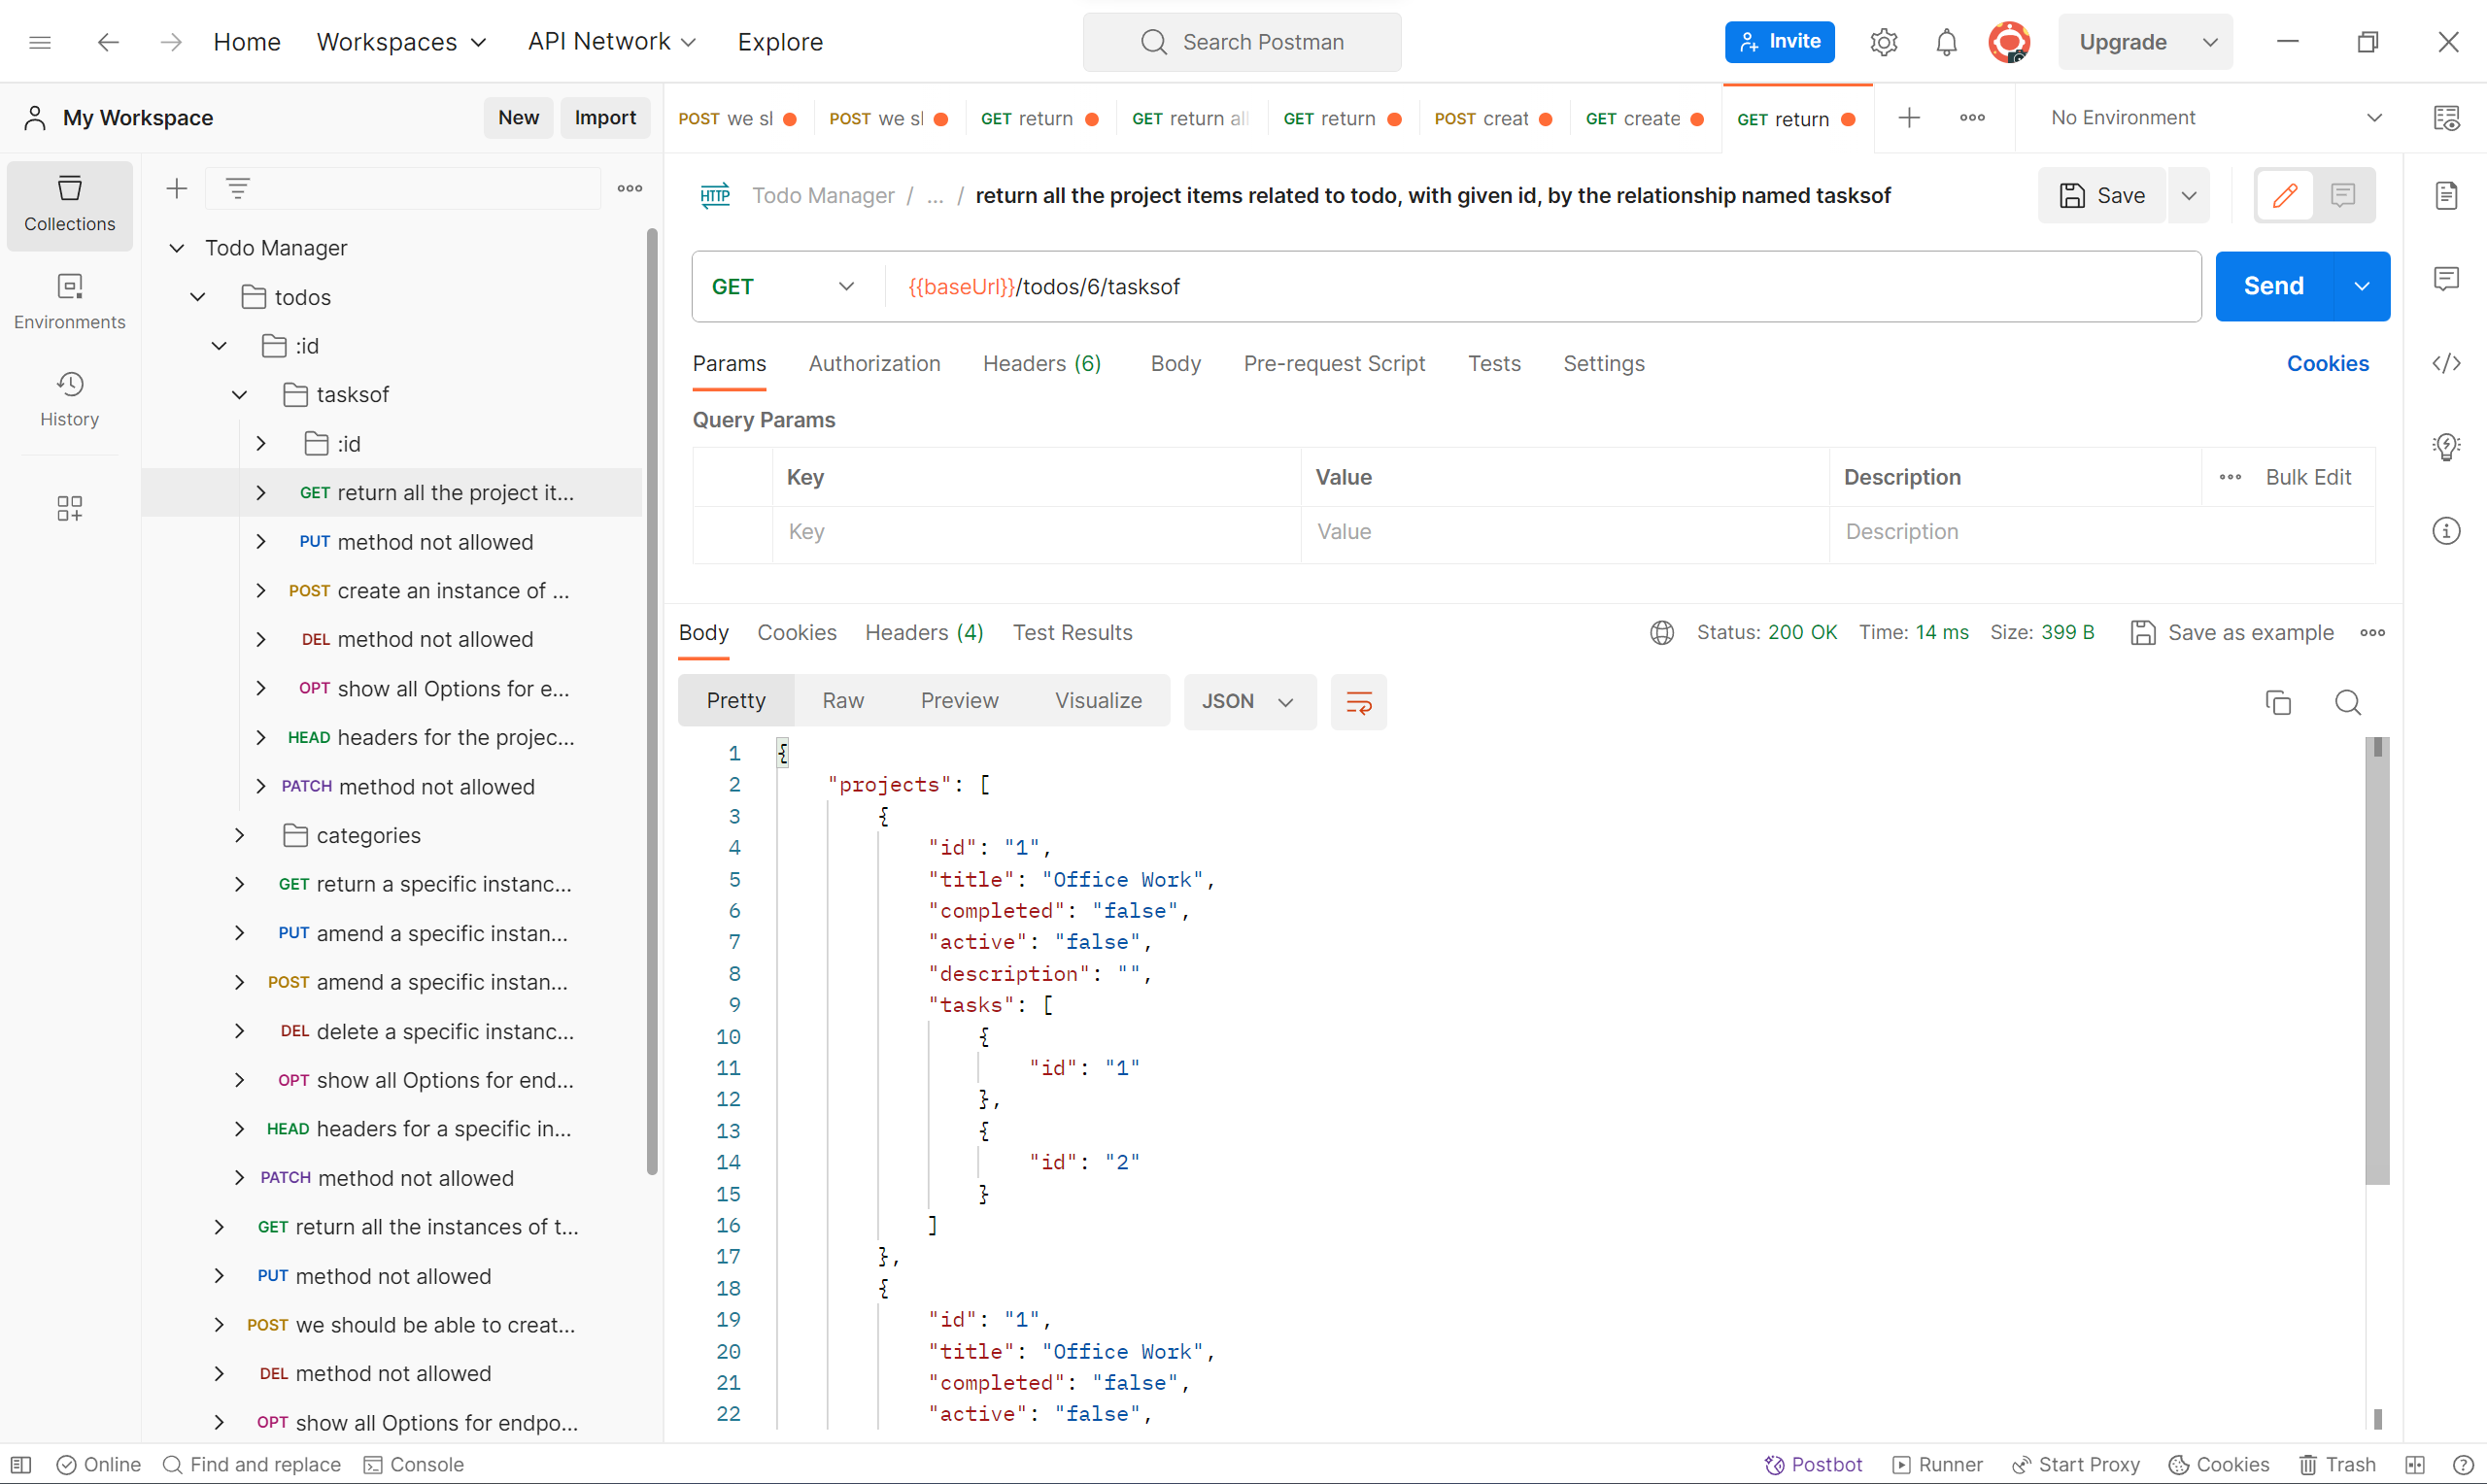 Home Workspaces API Network Explore Search Postman Invite Upgrade
My Workspace New Import
POST we sl POST we sl GET return GET return all GET return POST creat GET create GET return No Environment
Collections
Environments
History
Todo Manager
todos
:id
tasksof
:id
GET return all the project it...
PUT method not allowed
POST create an instance of ...
DEL method not allowed
OPT show all Options for e...
HEAD headers for the projec...
PATCH method not allowed
categories
GET return a specific instanc...
PUT amend a specific instan...
POST amend a specific instan...
DEL delete a specific instanc...
OPT show all Options for end...
HEAD headers for a specific in...
PATCH method not allowed
GET return all the instances of t...
PUT method not allowed
POST we should be able to creat...
DEL method not allowed
OPT show all Options for endpo...
HTTP Todo Manager / ... / return all the project items related to todo, with given id, by the relationship named tasksof Save
GET {{baseUrl}}/todos/6/tasksof Send
Params Authorization Headers (6) Body Pre-request Script Tests Settings Cookies
Query Params
Key Value Description Bulk Edit
Key Value Description
Body Cookies Headers (4) Test Results Status: 200 OK Time: 14 ms Size: 399 B Save as example
Pretty Raw Preview Visualize JSON
1 {
2 "projects": [
3 {
4 "id": "1",
5 "title": "Office Work",
6 "completed": "false",
7 "active": "false",
8 "description": "",
9 "tasks": [
10 {
11 "id": "1"
12 },
13 {
14 "id": "2"
15 }
16 ]
17 },
18 {
19 "id": "1",
20 "title": "Office Work",
21 "completed": "false",
22 "active": "false",
Online Find and replace Console Postbot Runner Start Proxy Cookies Trash